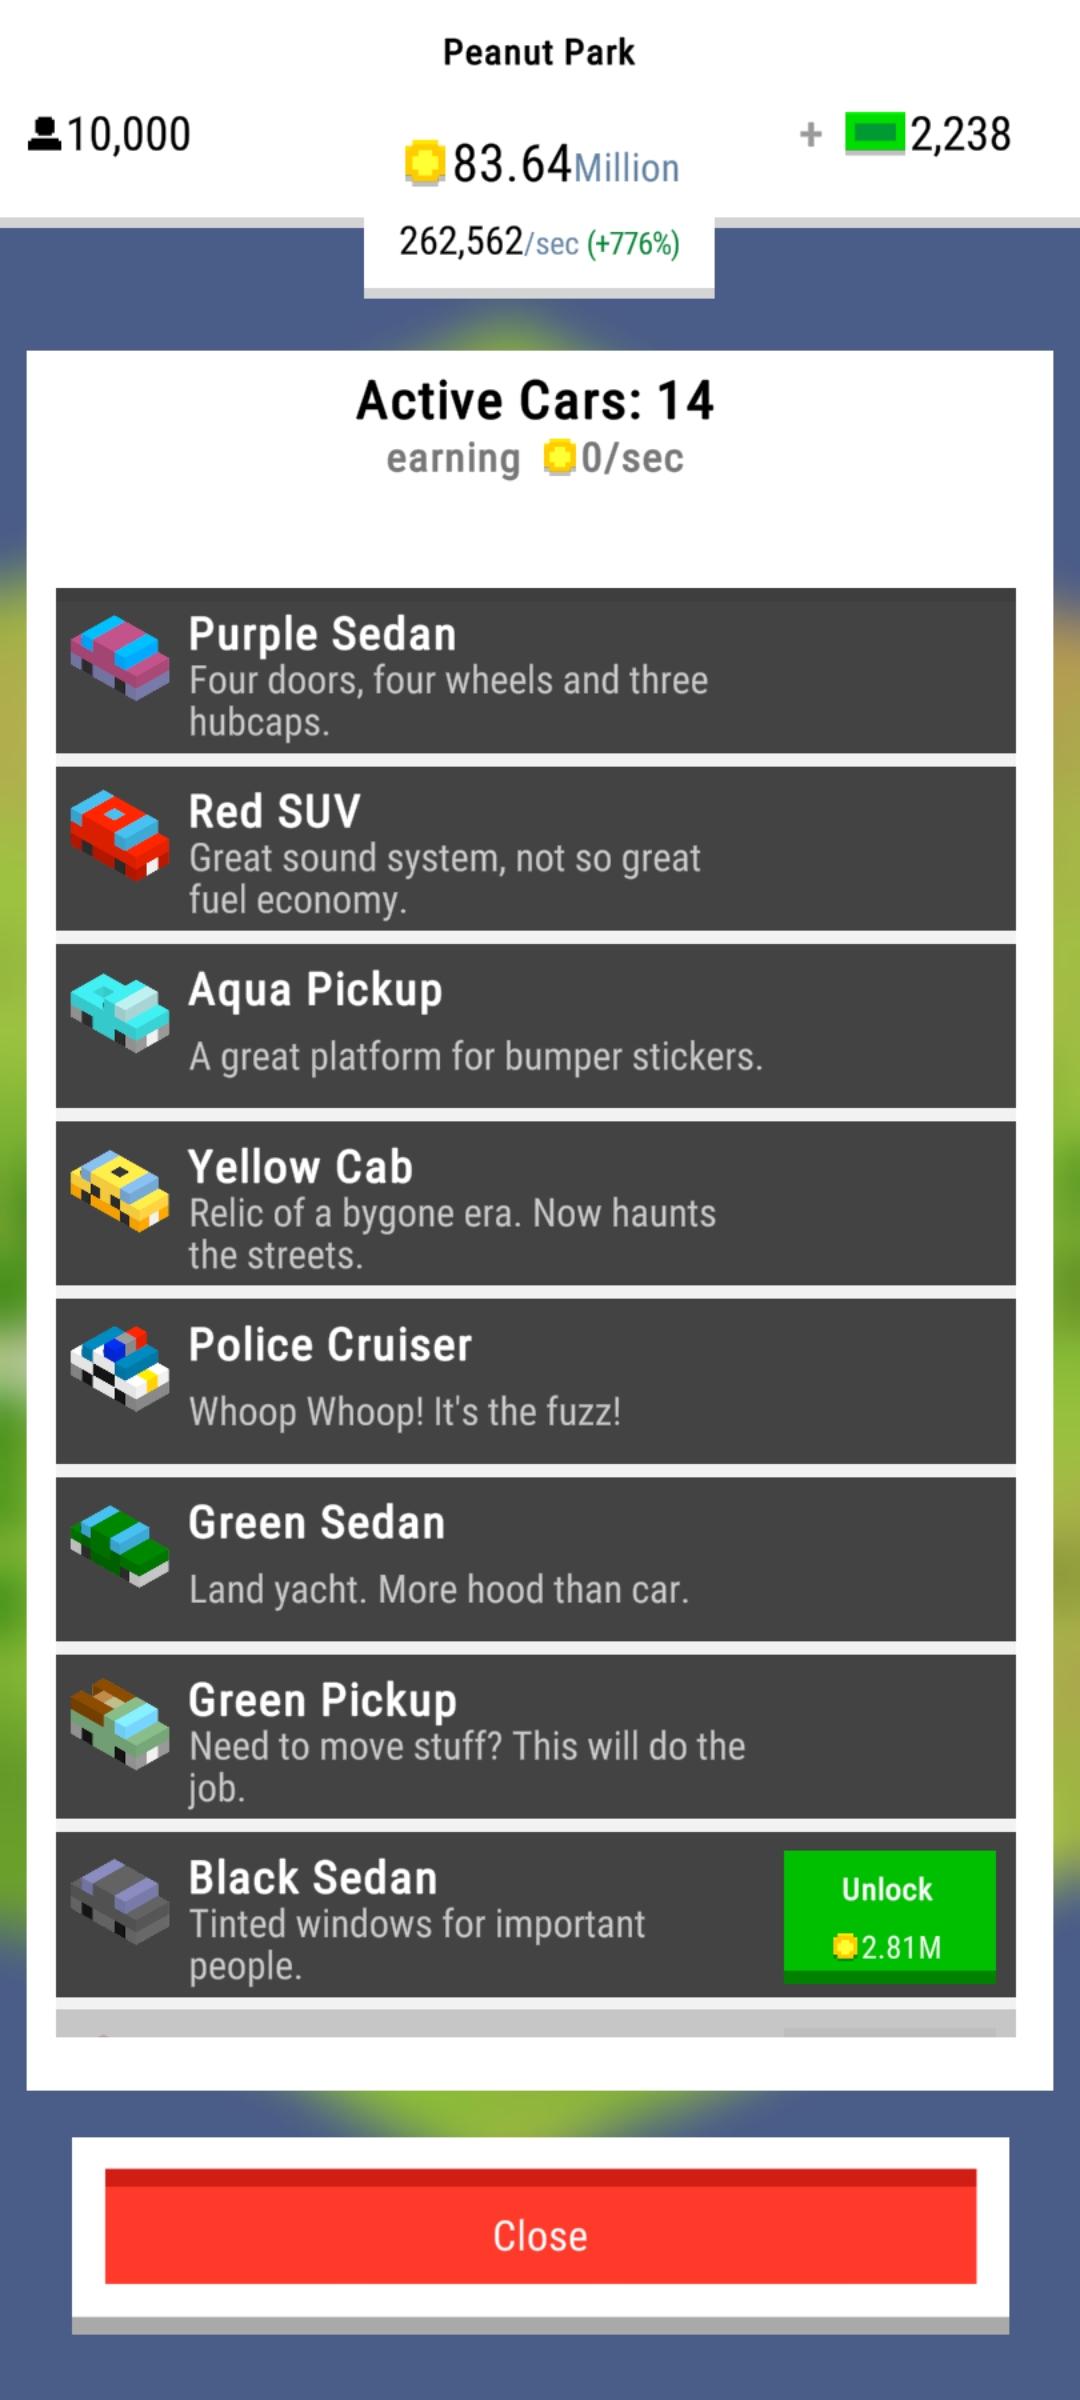 Peanut Park
10,000
83.64Million
+ 2,238
262,562/sec (+776%)
Active Cars: 14
earning 0/sec
Purple Sedan
Four doors, four wheels and three
hubcaps.
Red SUV
Great sound system, not so great
fuel economy.
Aqua Pickup
A great platform for bumper stickers.
Yellow Cab
Relic of a bygone era. Now haunts
the streets.
Police Cruiser
Whoop Whoop! It's the fuzz!
Green Sedan
Land yacht. More hood than car.
Green Pickup
Need to move stuff? This will do the
job.
Black Sedan
Tinted windows for important
people.
Unlock
2.81M
Close